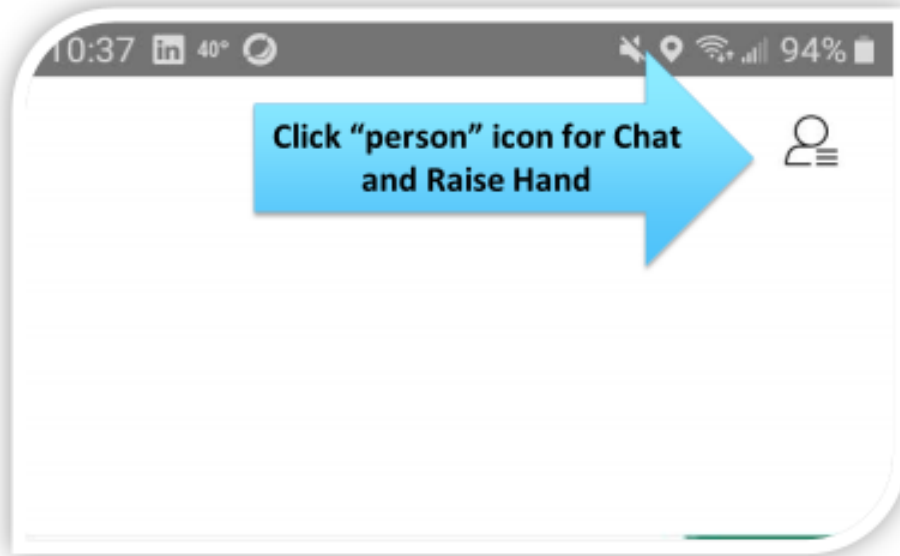 10:37 in 40° 94%
Click “person” icon for Chat
and Raise Hand